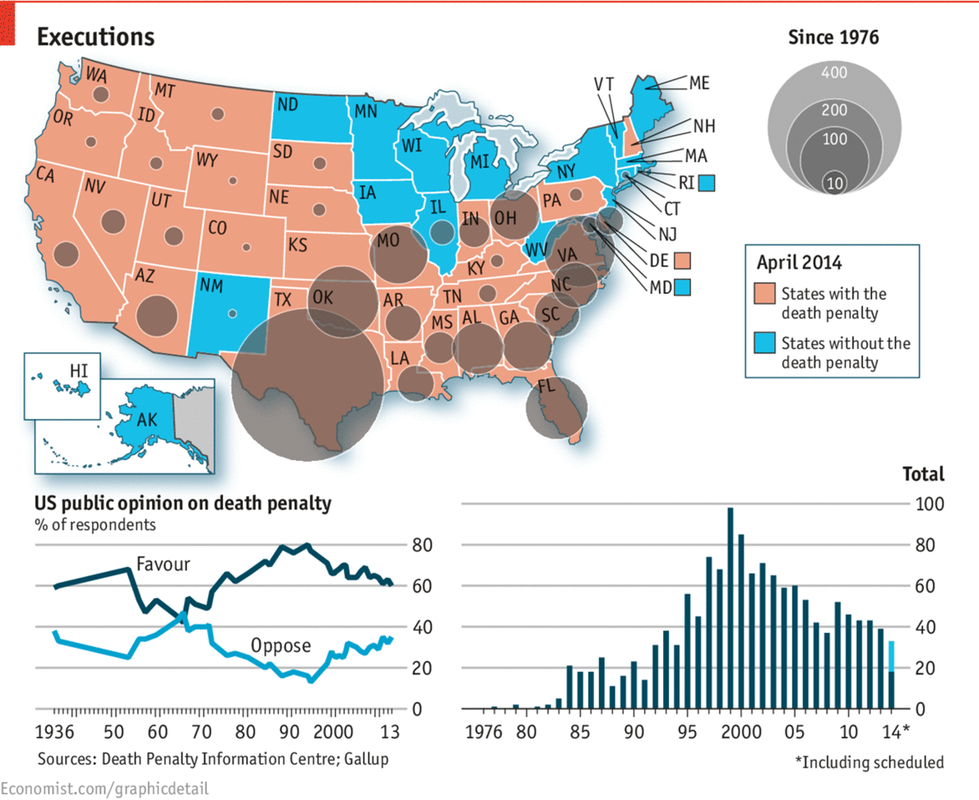 Executions
Since 1976
400
200
100
10
WA
MT
ND
MN
VT
ME
OR
ID
WI
MI
NH
SD
WY
NY
MA
CA
NV
UT
NE
IA
PA
RI
CO
KS
IL
IN
OH
CT
NJ
MO
WV
VA
DE
KY
MD
AZ
NM
TX
OK
AR
TN
NC
MS
AL
GA
SC
LA
FL
HI
AK
April 2014
States with the
death penalty
States without the
death penalty
US public opinion on death penalty
% of respondents
Favour
Oppose
80
60
40
20
0
1936 50 60 70 80 90 2000 13
Total
100
80
60
40
20
0
1976 80 85 90 95 2000 05 10 14*
Sources: Death Penalty Information Centre; Gallup
*Including scheduled
Economist.com/graphicdetail